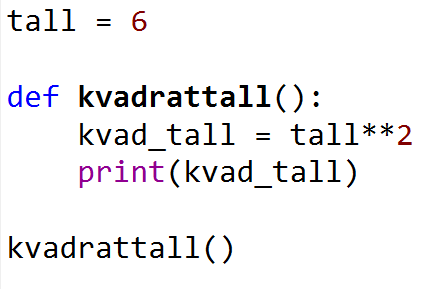 tall = 6
def kvadrattall():
    kvad_tall = tall**2
    print(kvad_tall)
kvadrattall()